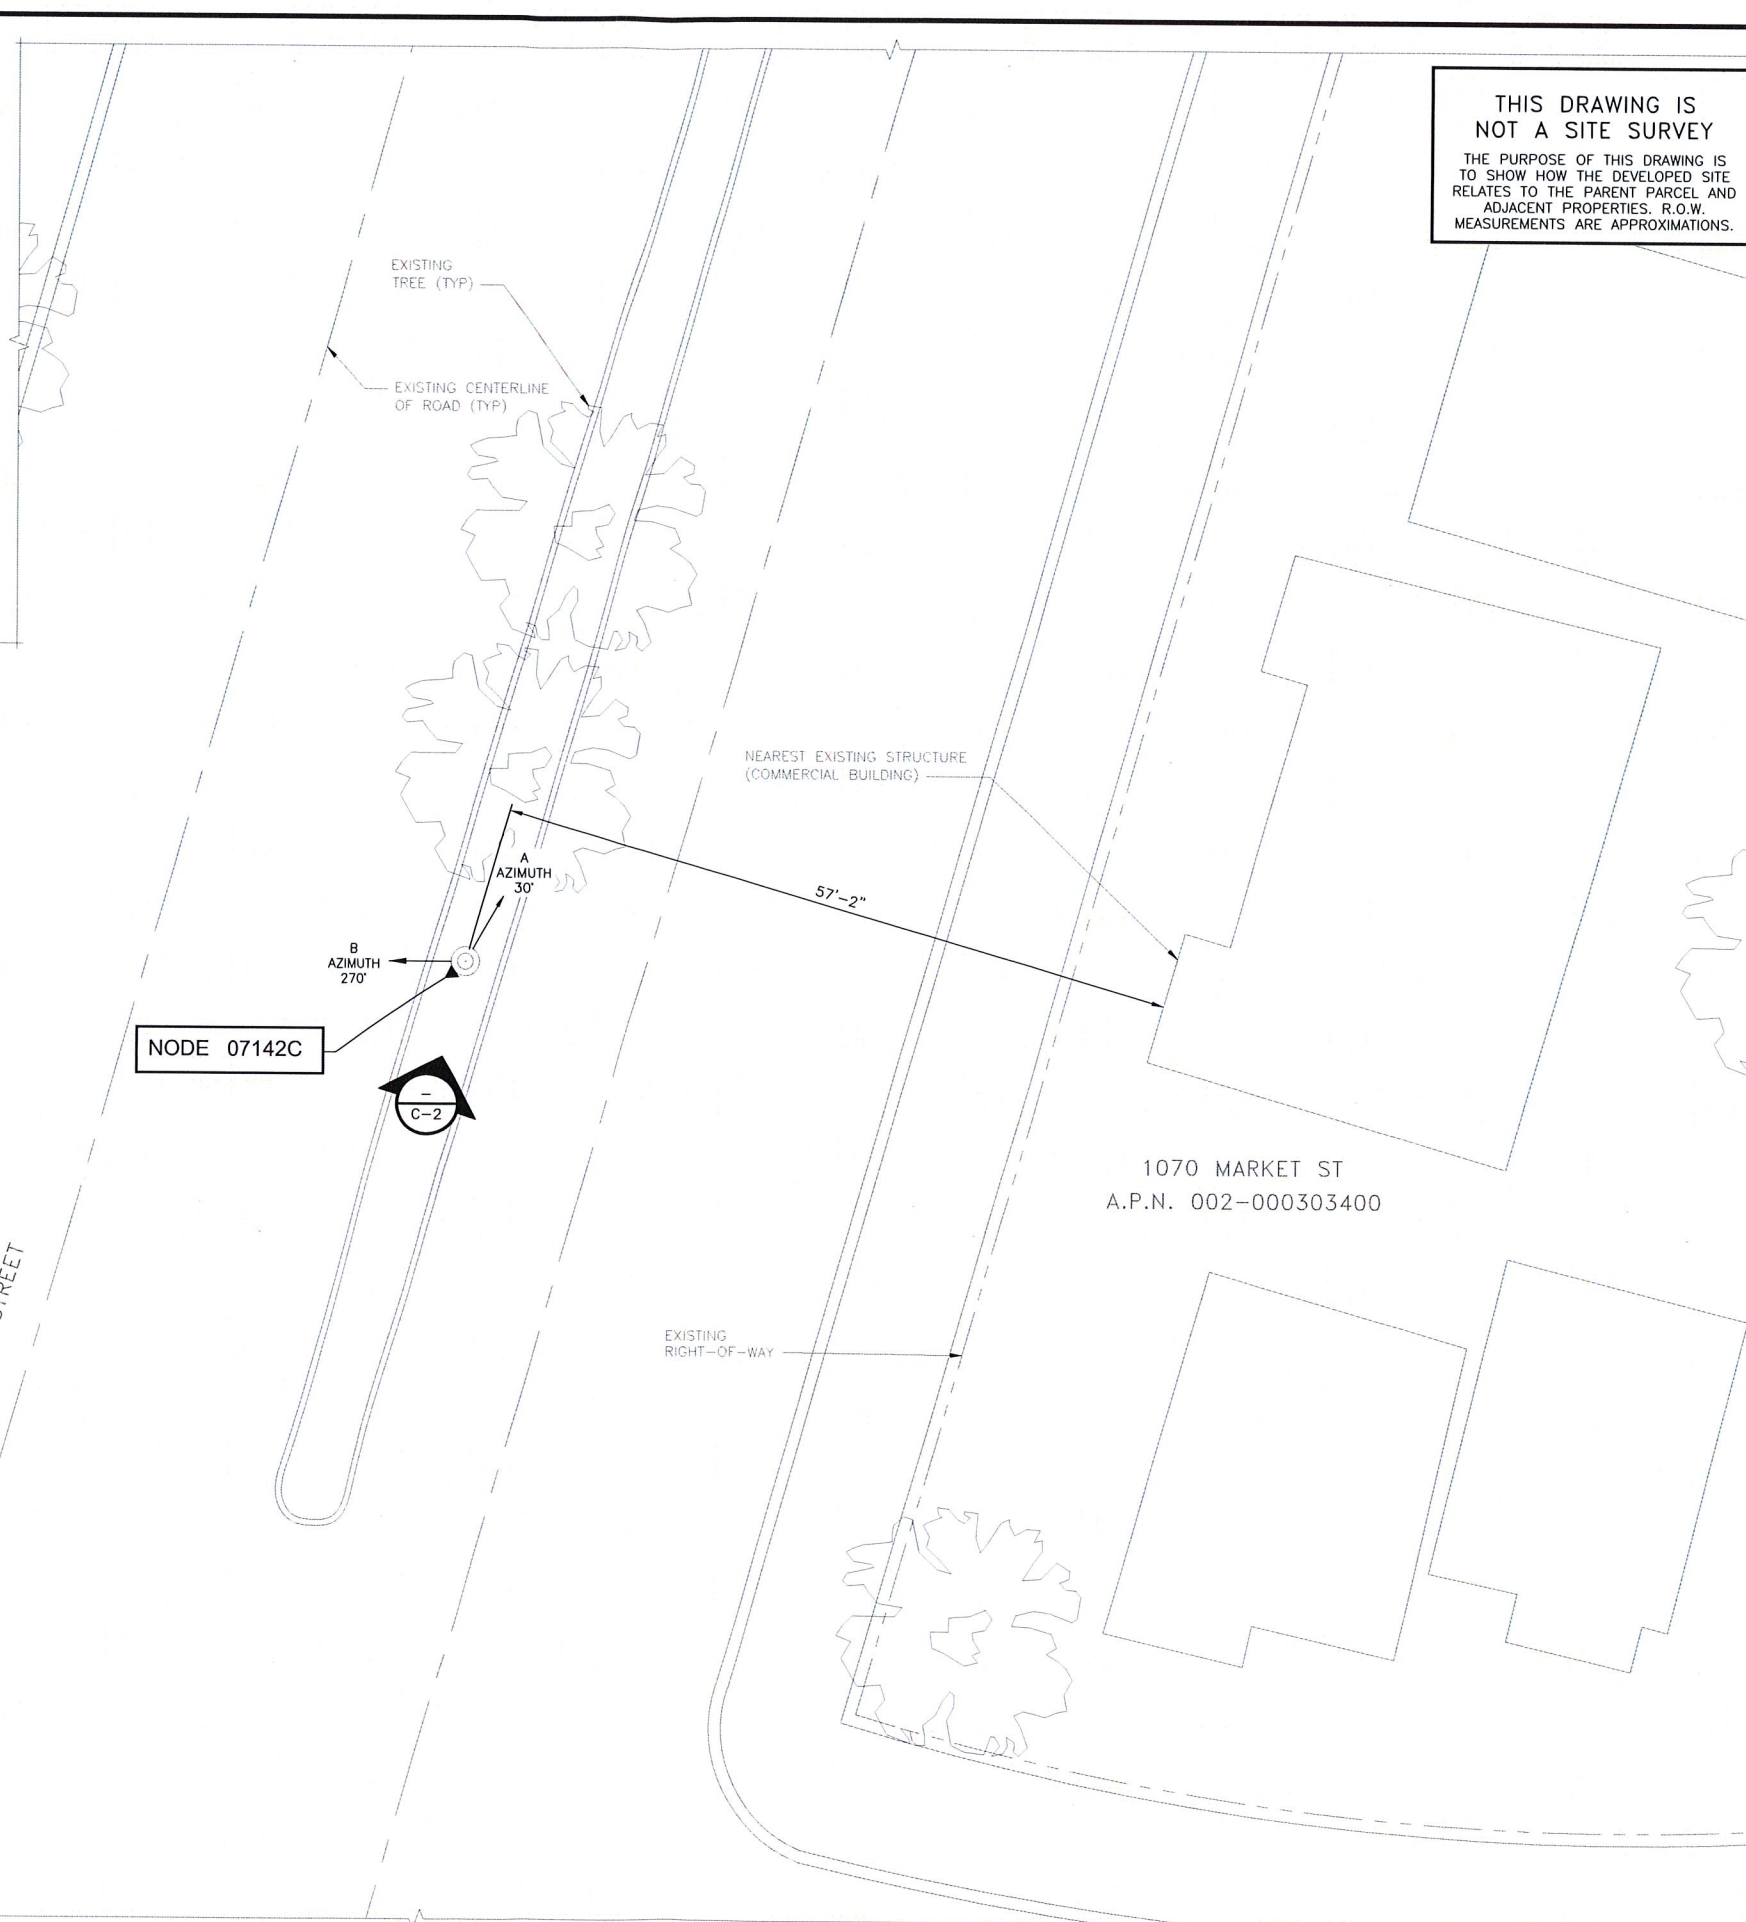 THIS DRAWING IS
NOT A SITE SURVEY
THE PURPOSE OF THIS DRAWING IS
TO SHOW HOW THE DEVELOPED SITE
RELATES TO THE PARENT PARCEL AND
ADJACENT PROPERTIES. R.O.W.
MEASUREMENTS ARE APPROXIMATIONS.
EXISTING
TREE (TYP)
EXISTING CENTERLINE
OF ROAD (TYP)
NEAREST EXISTING STRUCTURE
(COMMERCIAL BUILDING)
A
AZIMUTH
30°
57'-2"
B
AZIMUTH
270°
NODE 07142C
-
C-2
1070 MARKET ST
A.P.N. 002-000303400
STREET
EXISTING
RIGHT-OF-WAY